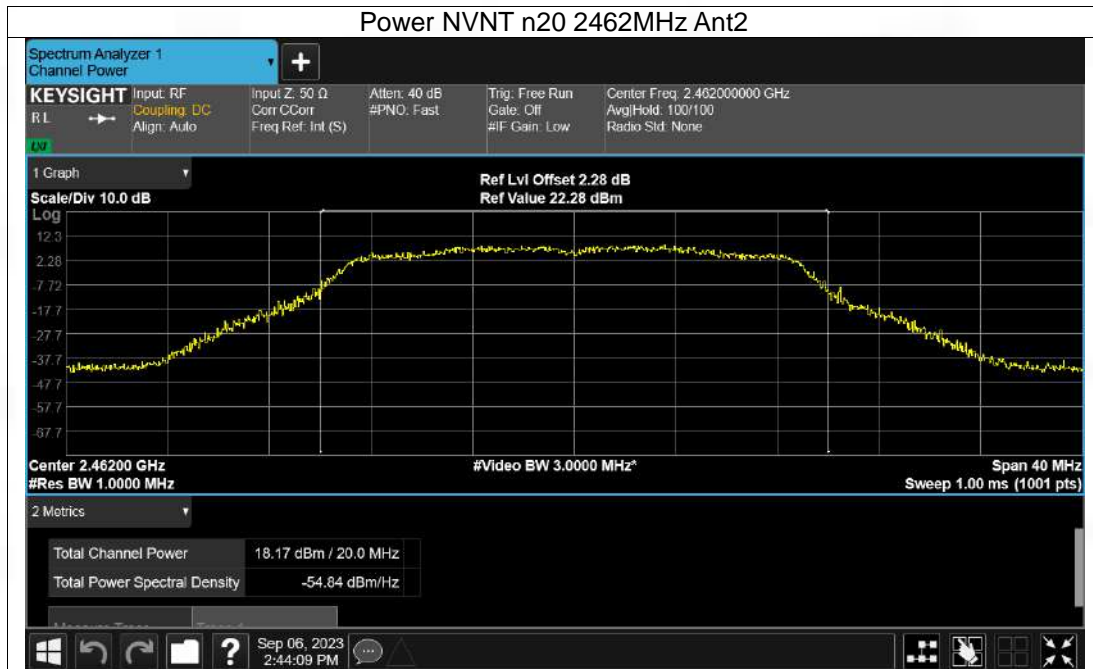 Power NVNT n20 2462MHz Ant2
Spectrum Analyzer 1
Channel Power
+
KEYSIGHT
R L
LXI
Input: RF
Coupling: DC
Align: Auto
Input Z: 50 Ω
Corr CCorr
Freq Ref: Int (S)
Atten: 40 dB
#PNO: Fast
Trig: Free Run
Gate: Off
#IF Gain: Low
Center Freq: 2.462000000 GHz
Avg|Hold: 100/100
Radio Std: None
1 Graph
Scale/Div 10.0 dB
Ref Lvl Offset 2.28 dB
Ref Value 22.28 dBm
Log
12.3
2.28
-7.72
-17.7
-27.7
-37.7
-47.7
-57.7
-67.7
Center 2.46200 GHz
#Res BW 1.0000 MHz
#Video BW 3.0000 MHz*
Span 40 MHz
Sweep 1.00 ms (1001 pts)
2 Metrics
Total Channel Power 18.17 dBm / 20.0 MHz
Total Power Spectral Density -54.84 dBm/Hz
?
Sep 06, 2023
2:44:09 PM